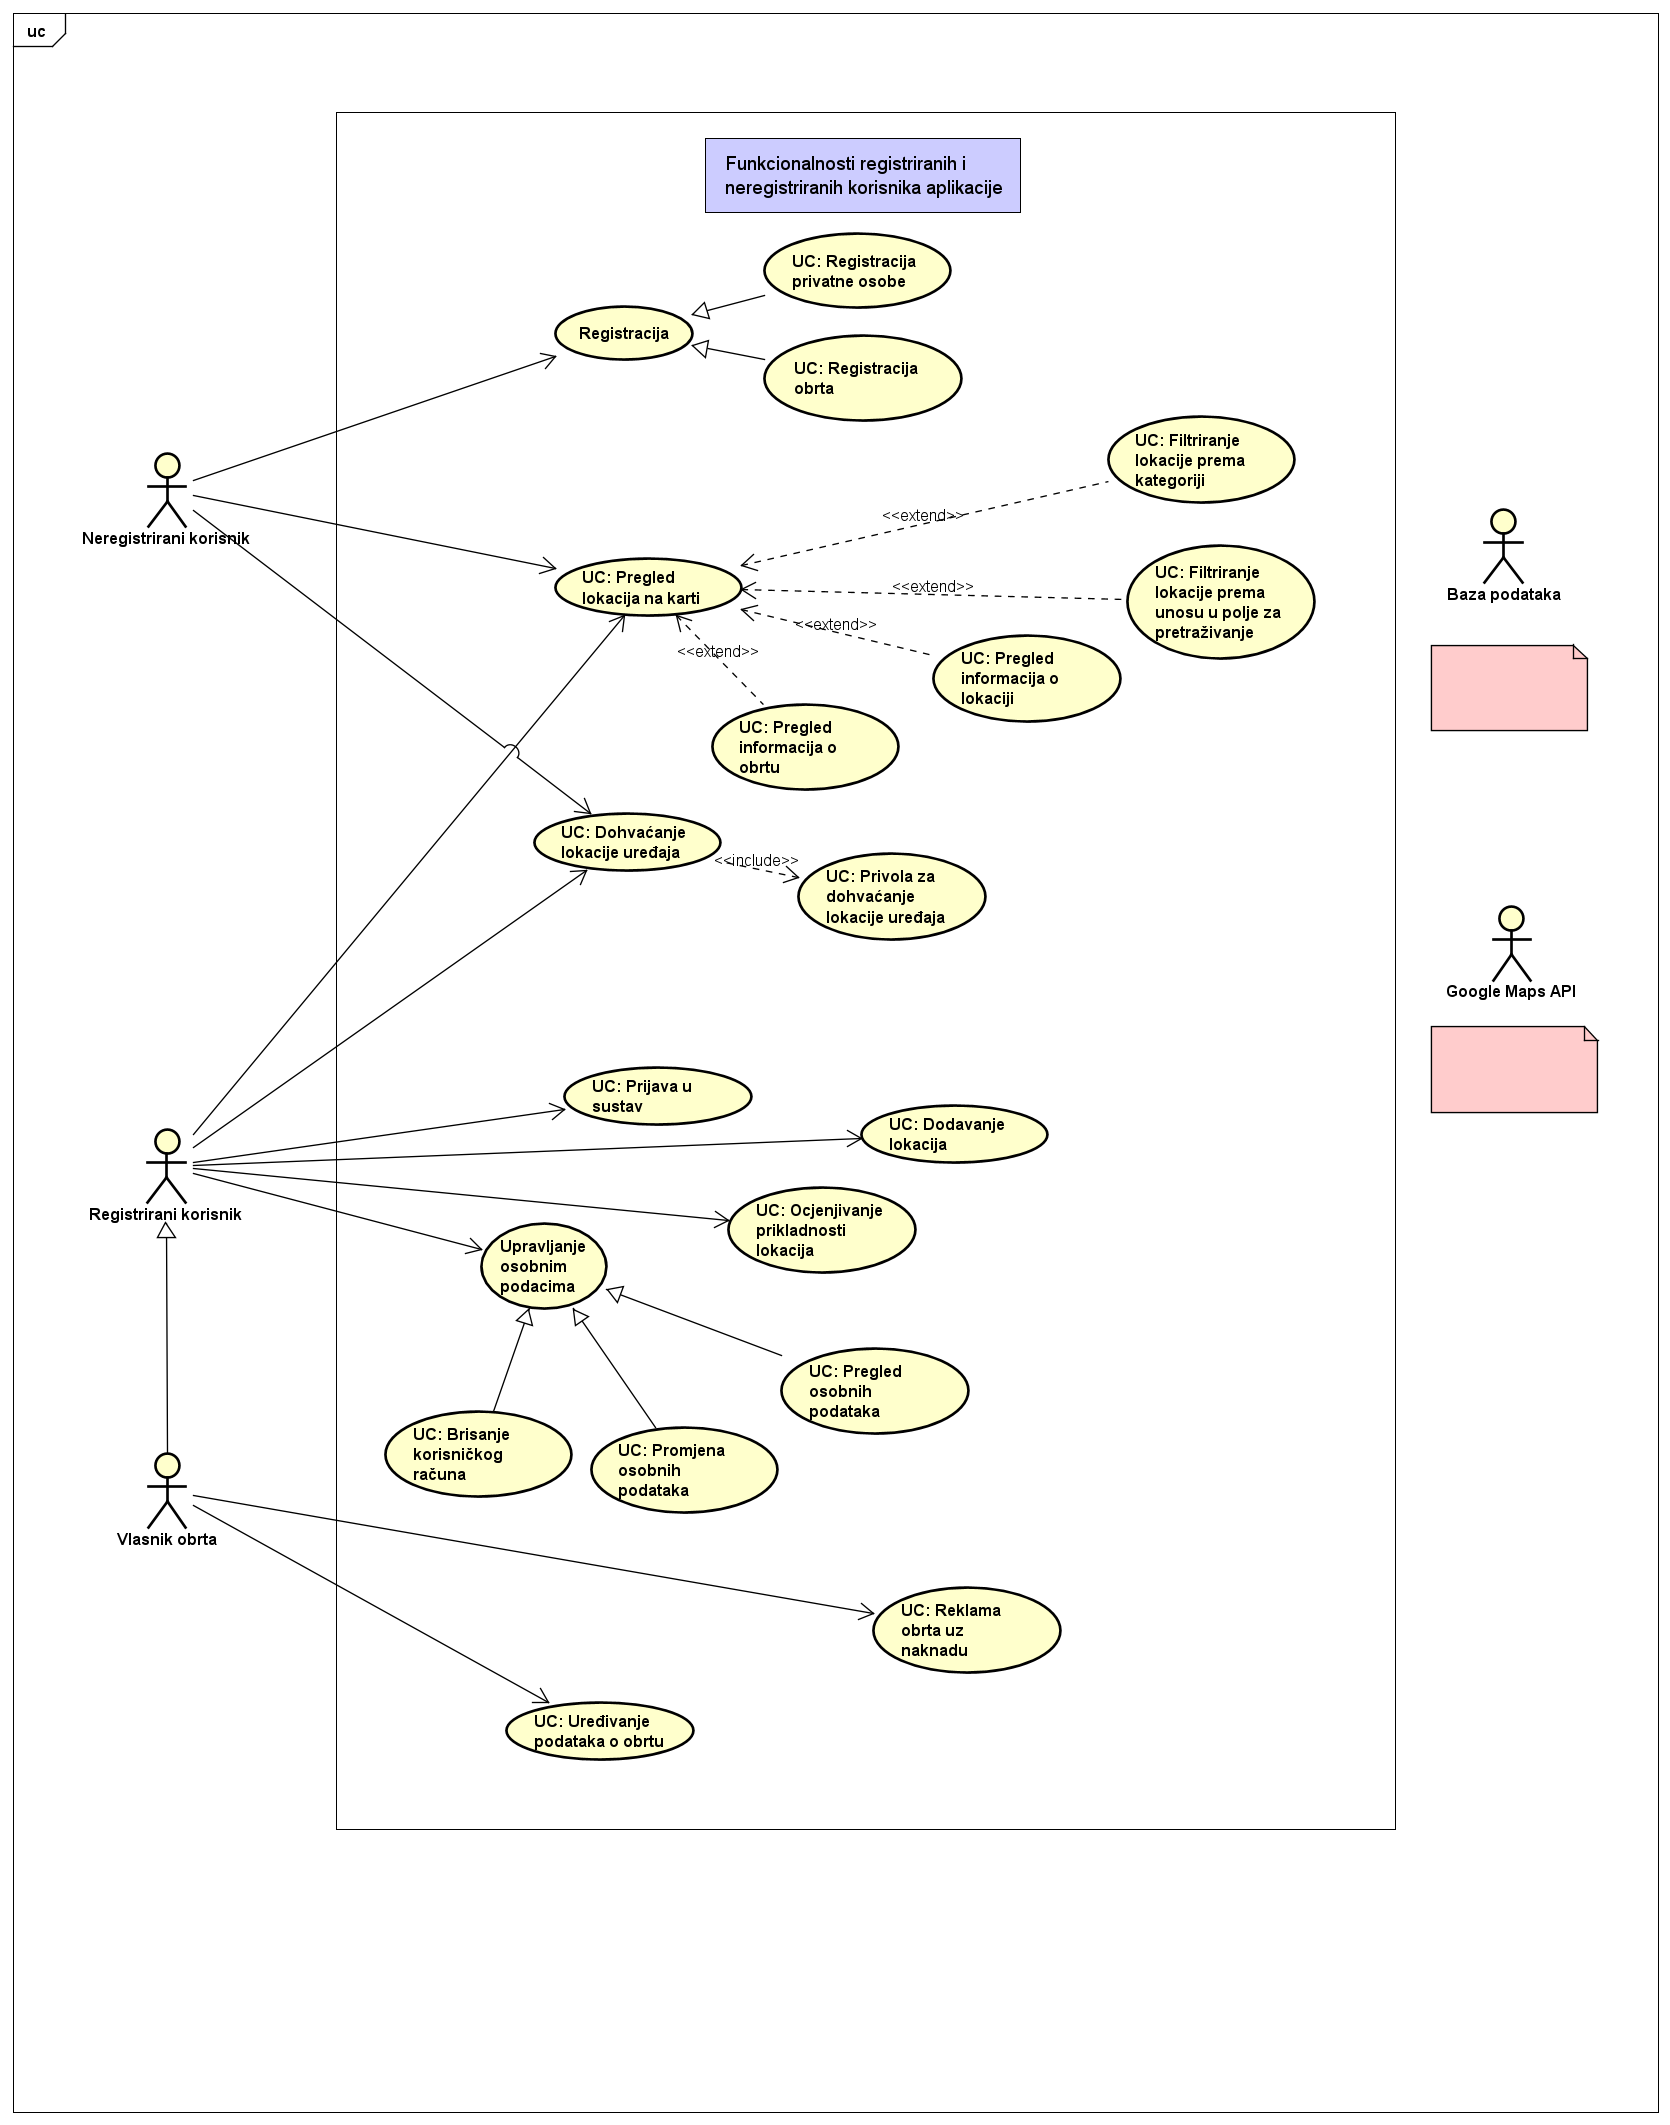 uc
Funkcionalnosti registriranih i
neregistriranih korisnika aplikacije
UC: Registracija
privatne osobe
Registracija
UC: Registracija
obrta
UC: Filtriranje
lokacije prema
kategoriji
<<extend>>
Neregistrirani korisnik
UC: Pregled
lokacija na karti
<<extend>>
UC: Filtriranje
lokacije prema
unosu u polje za
pretraživanje
Baza podataka
<<extend>>
<<extend>>
UC: Pregled
informacija o
lokaciji
UC: Pregled
informacija o
obrtu
UC: Dohvaćanje
lokacije uređaja
<<include>>
UC: Privola za
dohvaćanje
lokacije uređaja
Google Maps API
UC: Prijava u
sustav
UC: Dodavanje
lokacija
Registrirani korisnik
UC: Ocjenjivanje
prikladnosti
lokacija
Upravljanje
osobnim
podacima
UC: Pregled
osobnih
podataka
UC: Brisanje
korisničkog
računa
UC: Promjena
osobnih
podataka
Vlasnik obrta
UC: Reklama
obrta uz
naknadu
UC: Uređivanje
podataka o obrtu